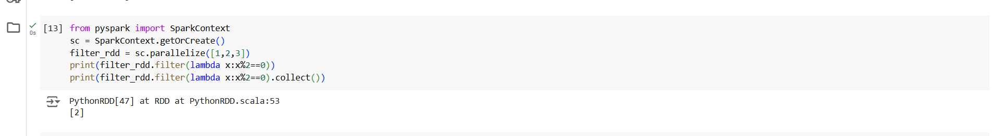 [13] from pyspark import SparkContext
sc = SparkContext.getOrCreate()
filter_rdd = sc.parallelize([1,2,3])
print(filter_rdd.filter(lambda x:x%2==0))
print(filter_rdd.filter(lambda x:x%2==0).collect())
0s
PythonRDD[47] at RDD at PythonRDD.scala:53
[2]